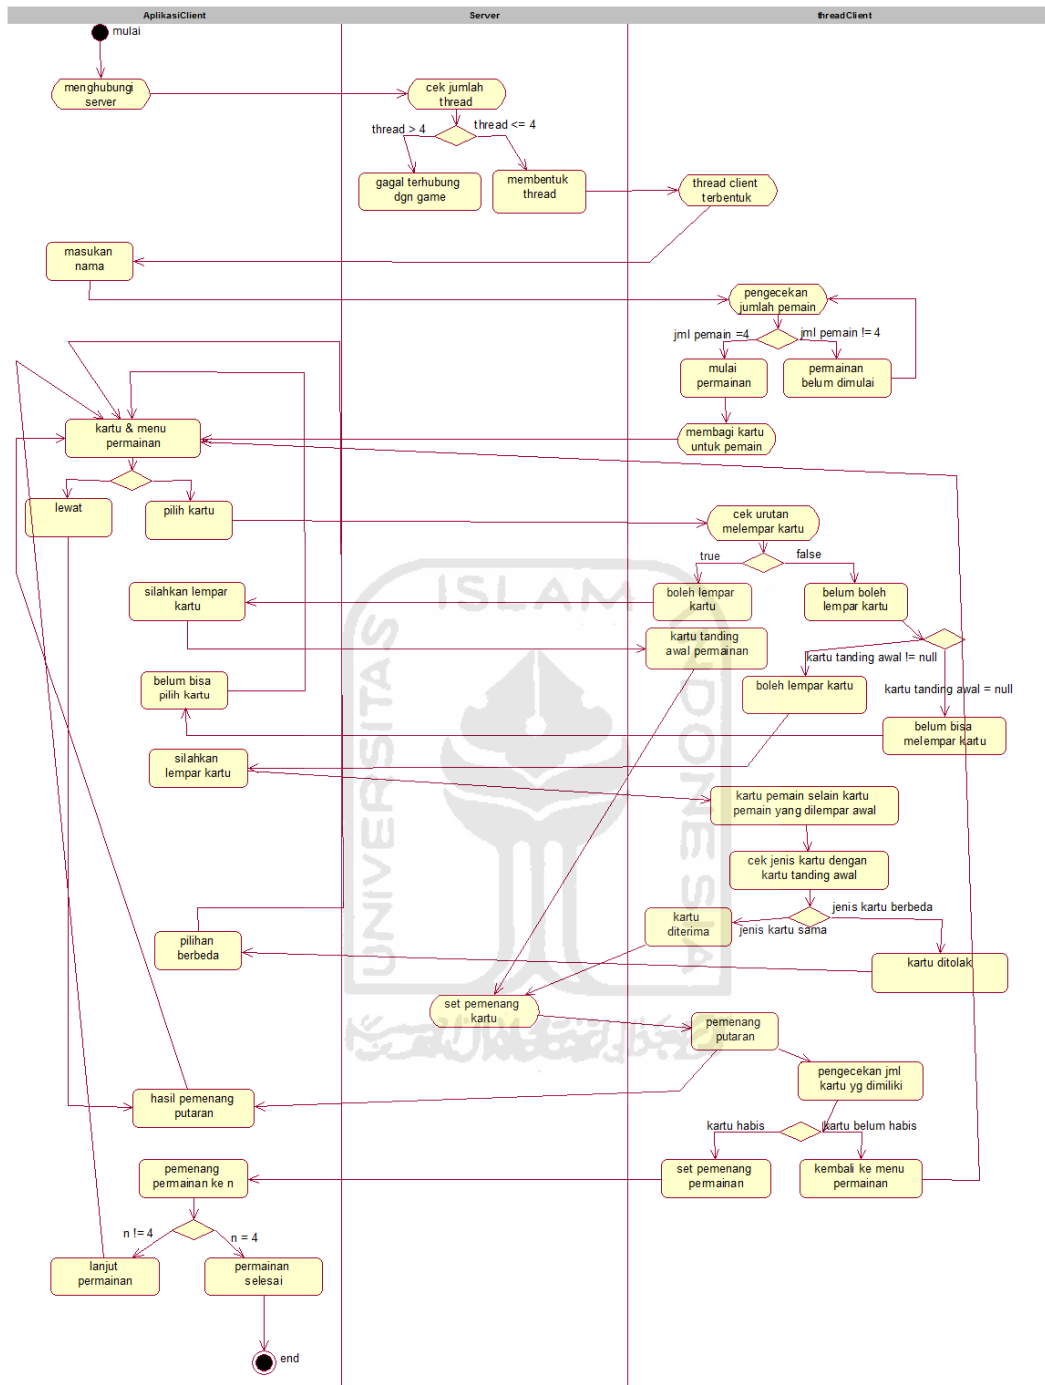 AplikasiClient
Server
threadClient
mulai
menghubungi
server
cek jumlah
thread
thread > 4
thread <= 4
gagal terhubung
dgn game
membentuk
thread
thread client
terbentuk
masukan
nama
pengecekan
jumlah pemain
jml pemain =4
jml pemain != 4
mulai
permainan
permainan
belum dimulai
kartu & menu
permainan
membagi kartu
untuk pemain
lewat
pilih kartu
cek urutan
melempar kartu
true
false
silahkan lempar
kartu
boleh lempar
kartu
belum boleh
lempar kartu
kartu tanding
awal permainan
kartu tanding awal != null
belum bisa
pilih kartu
boleh lempar kartu
kartu tanding awal = null
belum bisa
melempar kartu
silahkan
lempar kartu
kartu pemain selain kartu
pemain yang dilempar awal
cek jenis kartu dengan
kartu tanding awal
jenis kartu berbeda
kartu
diterima
jenis kartu sama
pilihan
berbeda
kartu ditolak
set pemenang
kartu
pemenang
putaran
pengecekan jml
kartu yg dimiliki
hasil pemenang
putaran
kartu habis
kartu belum habis
pemenang
permainan ke n
set pemenang
permainan
kembali ke menu
permainan
n != 4
n = 4
lanjut
permainan
permainan
selesai
end
UNIVERSITAS
ISLAM
INDONESIA